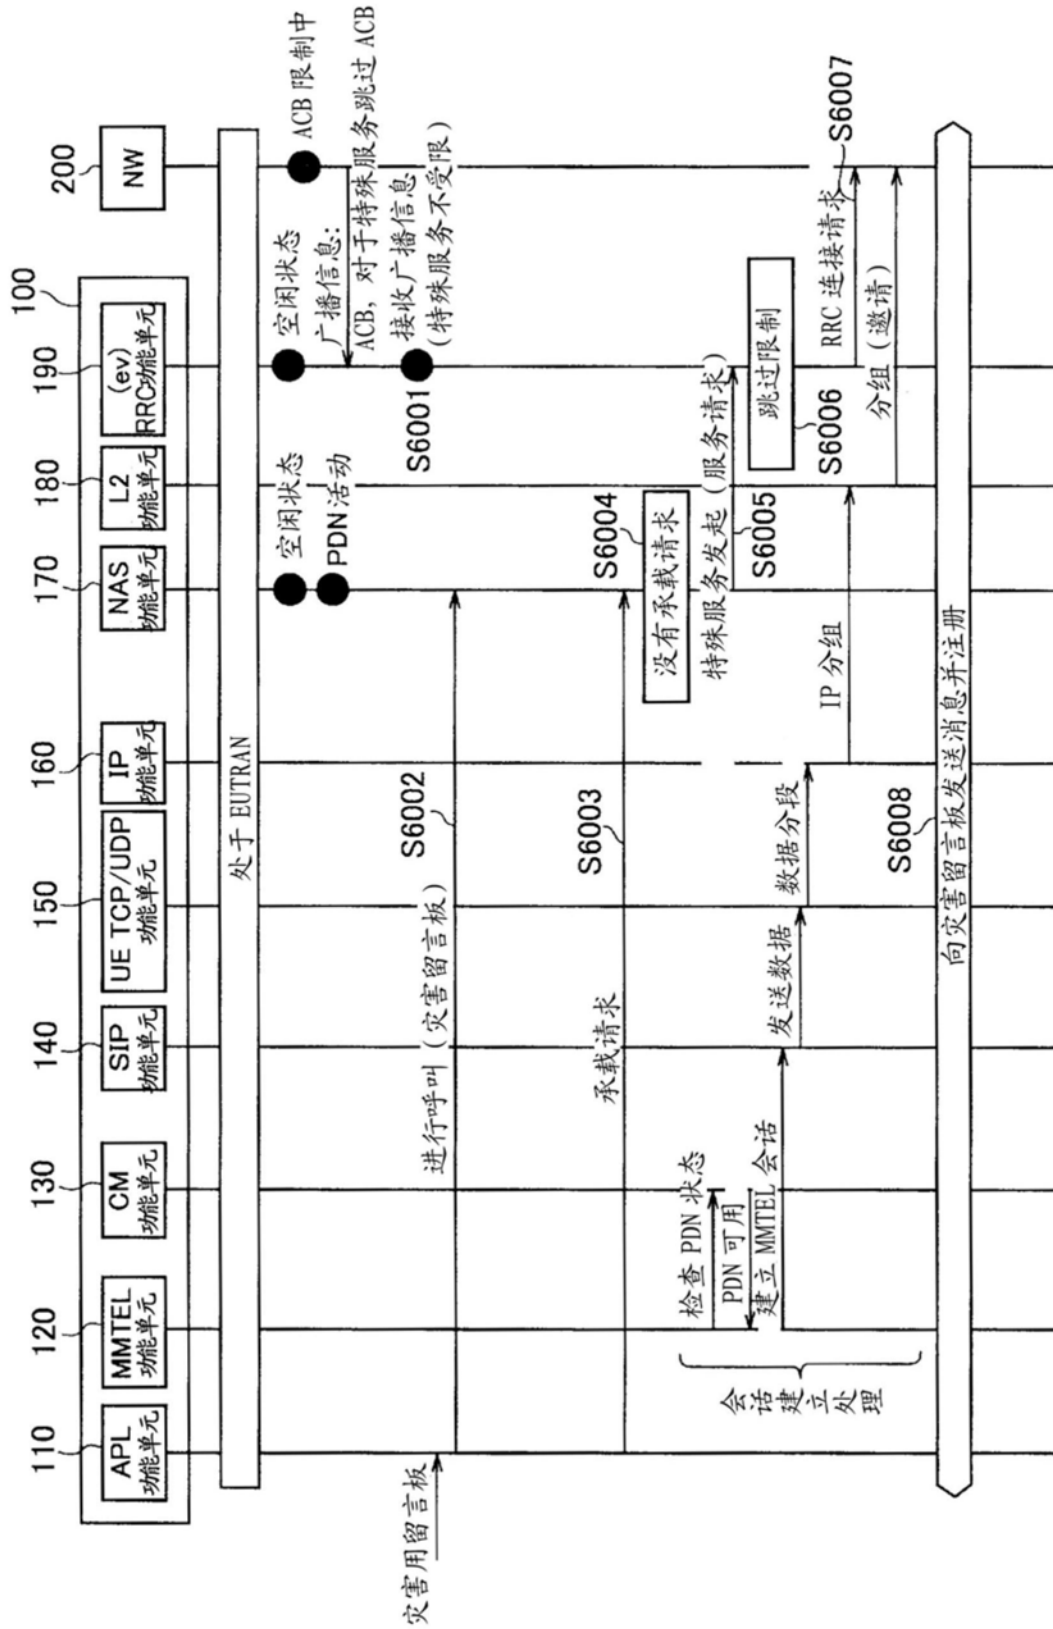 100
110
120
130
140
150
160
170
180
190
200
APL
功能单元
MMTEL
功能单元
CM
功能单元
SIP
功能单元
UE TCP/UDP
功能单元
IP
功能单元
NAS
功能单元
L2
功能单元
(ev)
RRC功能单元
NW
处于 EUTRAN
空闲状态
PDN 活动
空闲状态
ACB 限制中
广播信息:
ACB, 对于特殊服务跳过 ACB
接收广播信息
(特殊服务不受限)
S6001
灾害用留言板
进行呼叫 (灾害留言板)
S6002
承载请求
S6003
没有承载请求
S6004
特殊服务发起 (服务请求)
S6005
跳过限制
S6006
会话建立处理
检查 PDN 状态
PDN 可用
建立 MMTEL 会话
发送数据
数据分段
IP 分组
RRC 连接请求
S6007
分组 (邀请)
S6008
向灾害留言板发送消息并注册